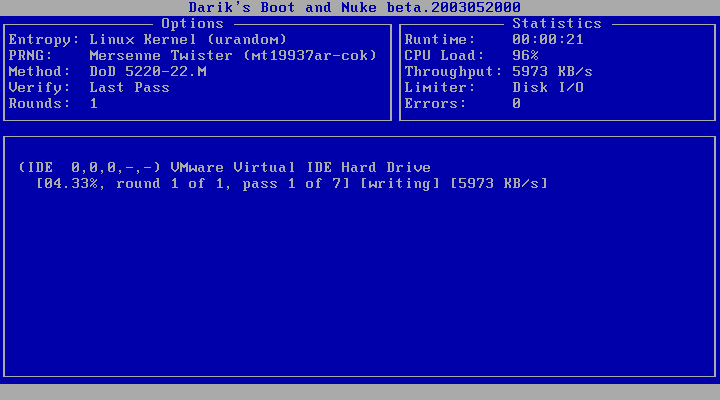 Darik's Boot and Nuke beta.2003052000
Options
Entropy: Linux Kernel (urandom)
PRNG: Mersenne Twister (mt19937ar-cok)
Method: DoD 5220-22.M
Verify: Last Pass
Rounds: 1
Statistics
Runtime: 00:00:21
CPU Load: 96%
Throughput: 5973 KB/s
Limiter: Disk I/O
Errors: 0
(IDE 0,0,0,-,-) VMware Virtual IDE Hard Drive
[04.33%, round 1 of 1, pass 1 of 7] [writing] [5973 KB/s]